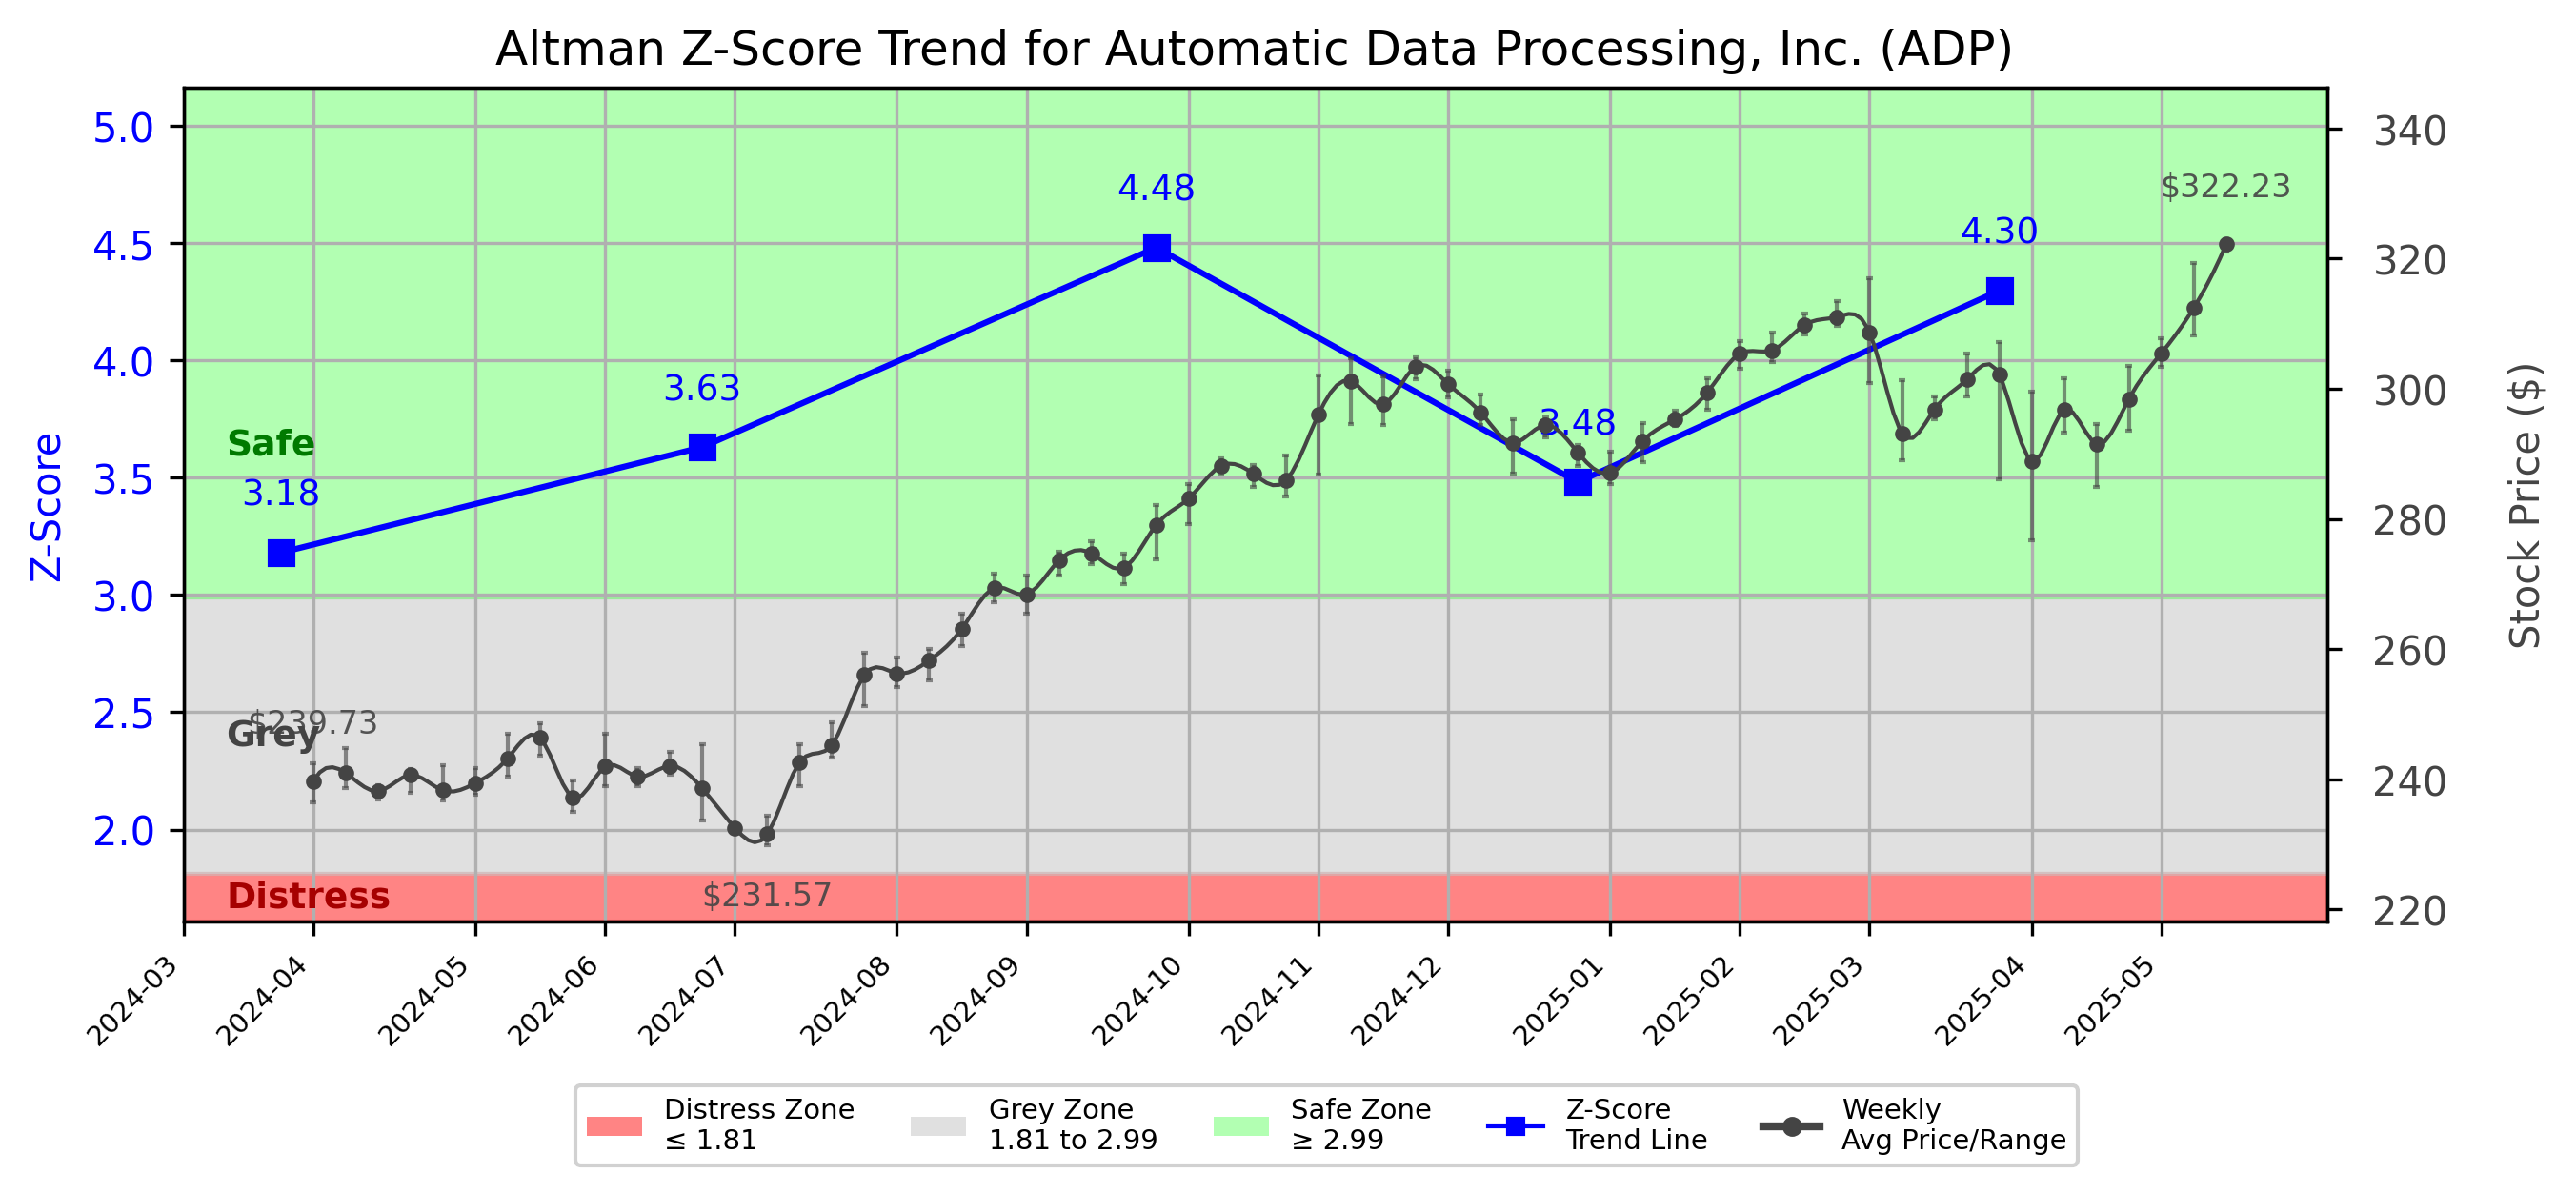 Altman Z-Score Trend for Automatic Data Processing, Inc. (ADP)
Z-Score
5.0
4.5
4.0
3.5
3.0
2.5
2.0
340
320
300
280
260
240
220
Stock Price ($)
4.48
$322.23
4.30
3.63
3.48
Safe
3.18
$239.73
Grey
Distress
$231.57
2024-03
2024-04
2024-05
2024-06
2024-07
2024-08
2024-09
2024-10
2024-11
2024-12
2025-01
2025-02
2025-03
2025-04
2025-05
Distress Zone
≤ 1.81
Grey Zone
1.81 to 2.99
Safe Zone
≥ 2.99
Z-Score
Trend Line
Weekly
Avg Price/Range